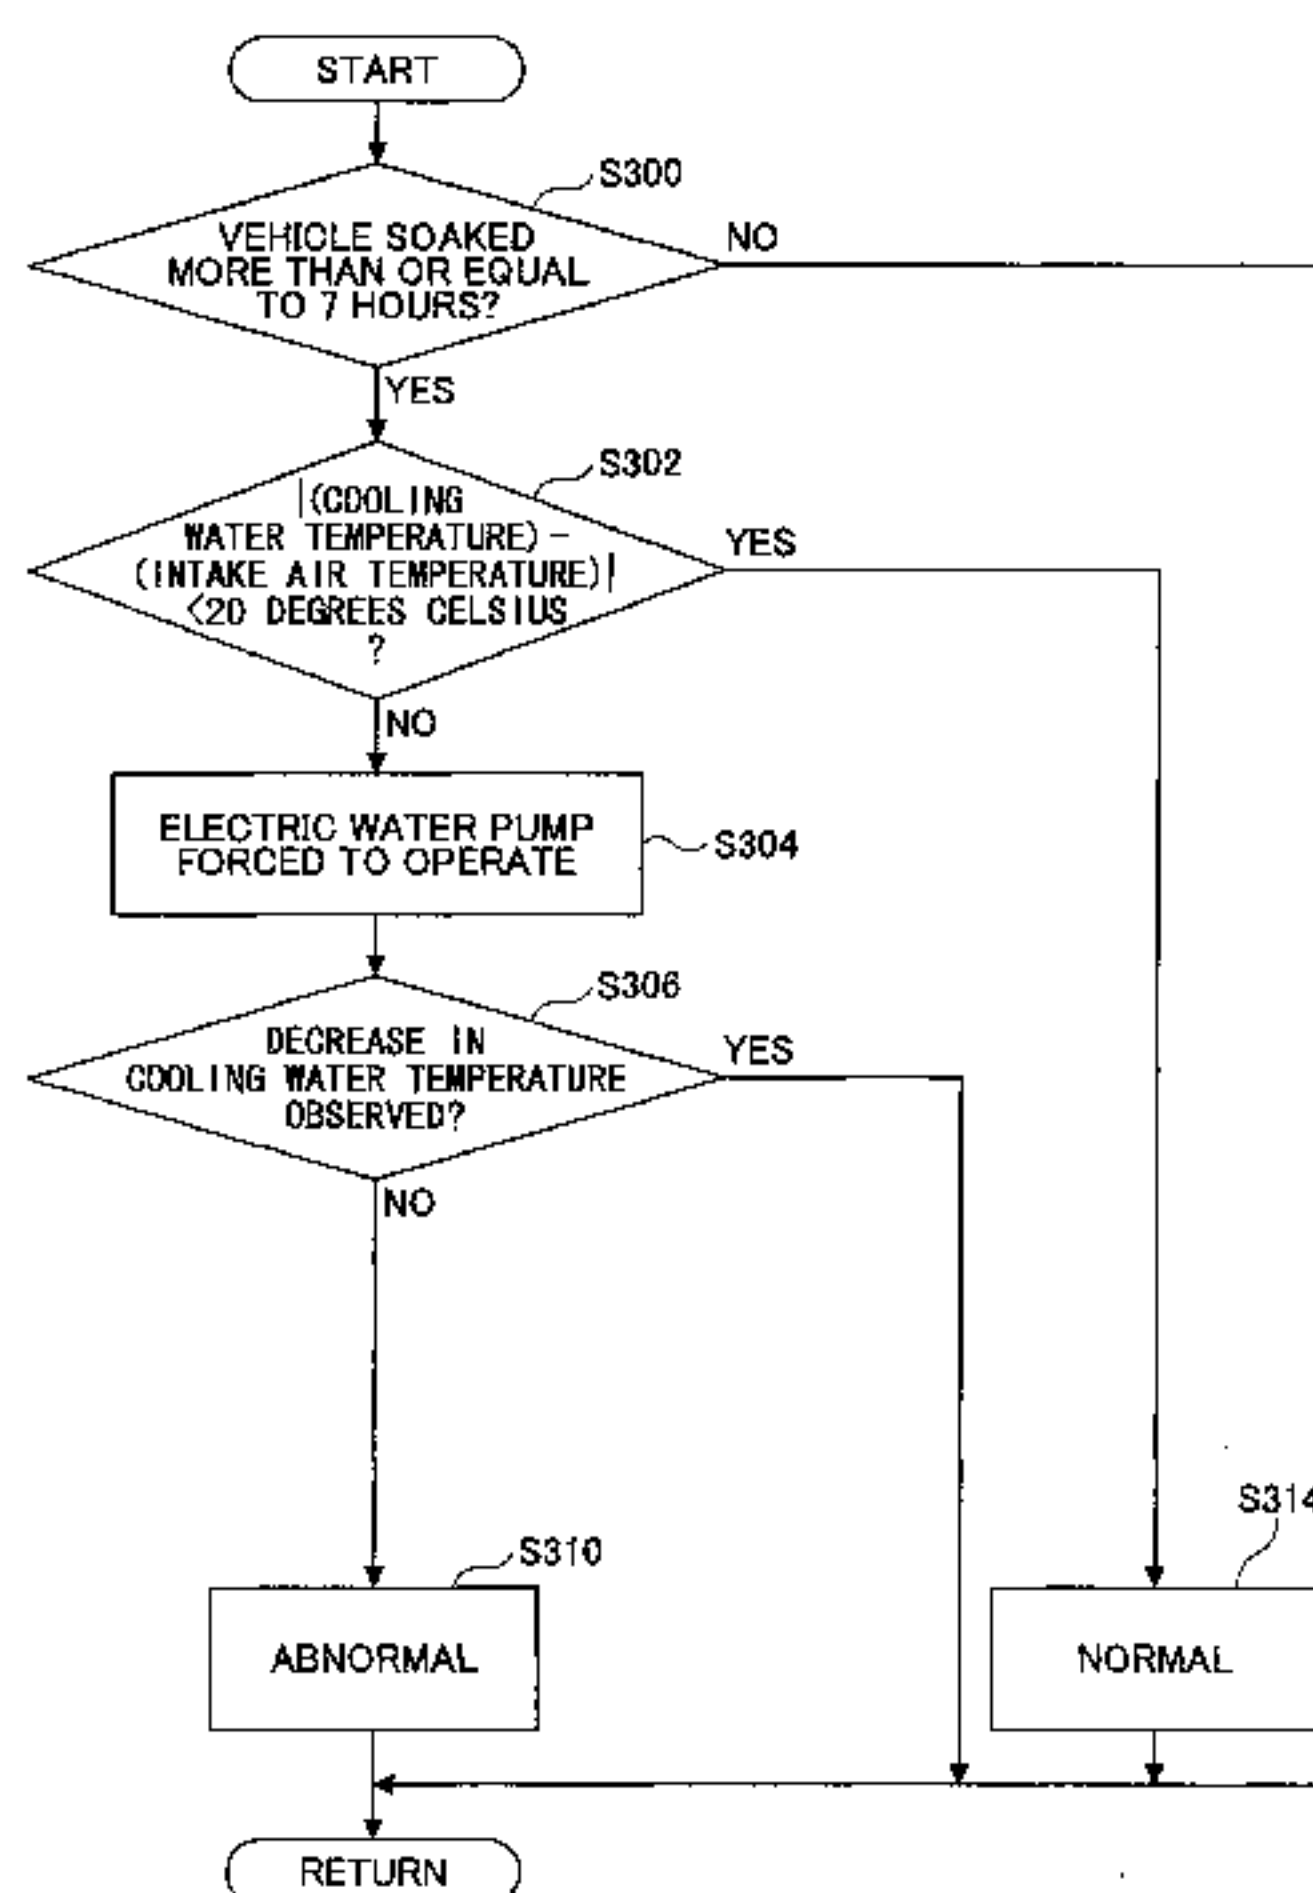 START
S300
VEHICLE SOAKED
MORE THAN OR EQUAL
TO 7 HOURS?
NO
YES
S302
|(COOLING
WATER TEMPERATURE)-
(INTAKE AIR TEMPERATURE)|
<20 DEGREES CELSIUS
?
YES
NO
ELECTRIC WATER PUMP
FORCED TO OPERATE
S304
S306
DECREASE IN
COOLING WATER TEMPERATURE
OBSERVED?
YES
NO
S310
S314
ABNORMAL
NORMAL
RETURN